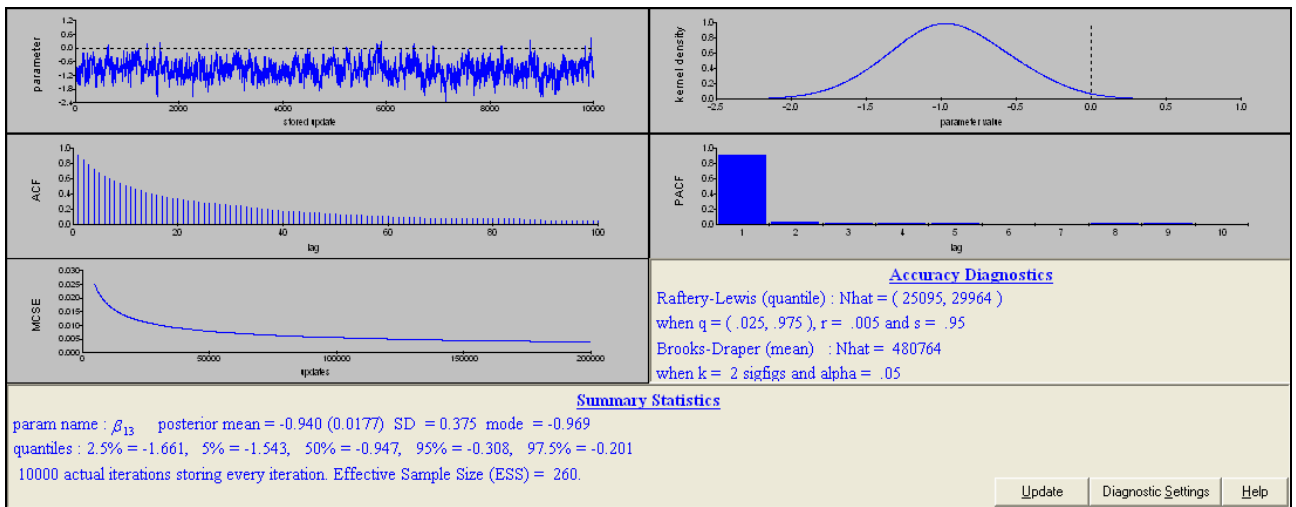 parameter
1.2
0.6
0.0
-0.6
-1.2
-1.8
-2.4
0 2000 4000 6000 8000 10000
stored update
kernel density
1.0
0.8
0.6
0.4
0.2
0.0
-2.5 -2.0 -1.5 -1.0 -0.5 0.0 0.5 1.0
parameter value
ACF
1.0
0.8
0.6
0.4
0.2
0.0
0 20 40 60 80 100
lag
PACF
1.0
0.8
0.6
0.4
0.2
0.0
1 2 3 4 5 6 7 8 9 10
lag
MCSE
0.030
0.025
0.020
0.015
0.010
0.005
0.000
0 50000 100000 150000 200000
updates
Accuracy Diagnostics
Raftery-Lewis (quantile) : Nhat = ( 25095, 29964 )
when q = ( .025, .975 ), r = .005 and s = .95
Brooks-Draper (mean) : Nhat = 480764
when k = 2 sigfigs and alpha = .05
Summary Statistics
param name : β13 posterior mean = -0.940 (0.0177) SD = 0.375 mode = -0.969
quantiles : 2.5% = -1.661, 5% = -1.543, 50% = -0.947, 95% = -0.308, 97.5% = -0.201
10000 actual iterations storing every iteration. Effective Sample Size (ESS) = 260.
Update Diagnostic Settings Help